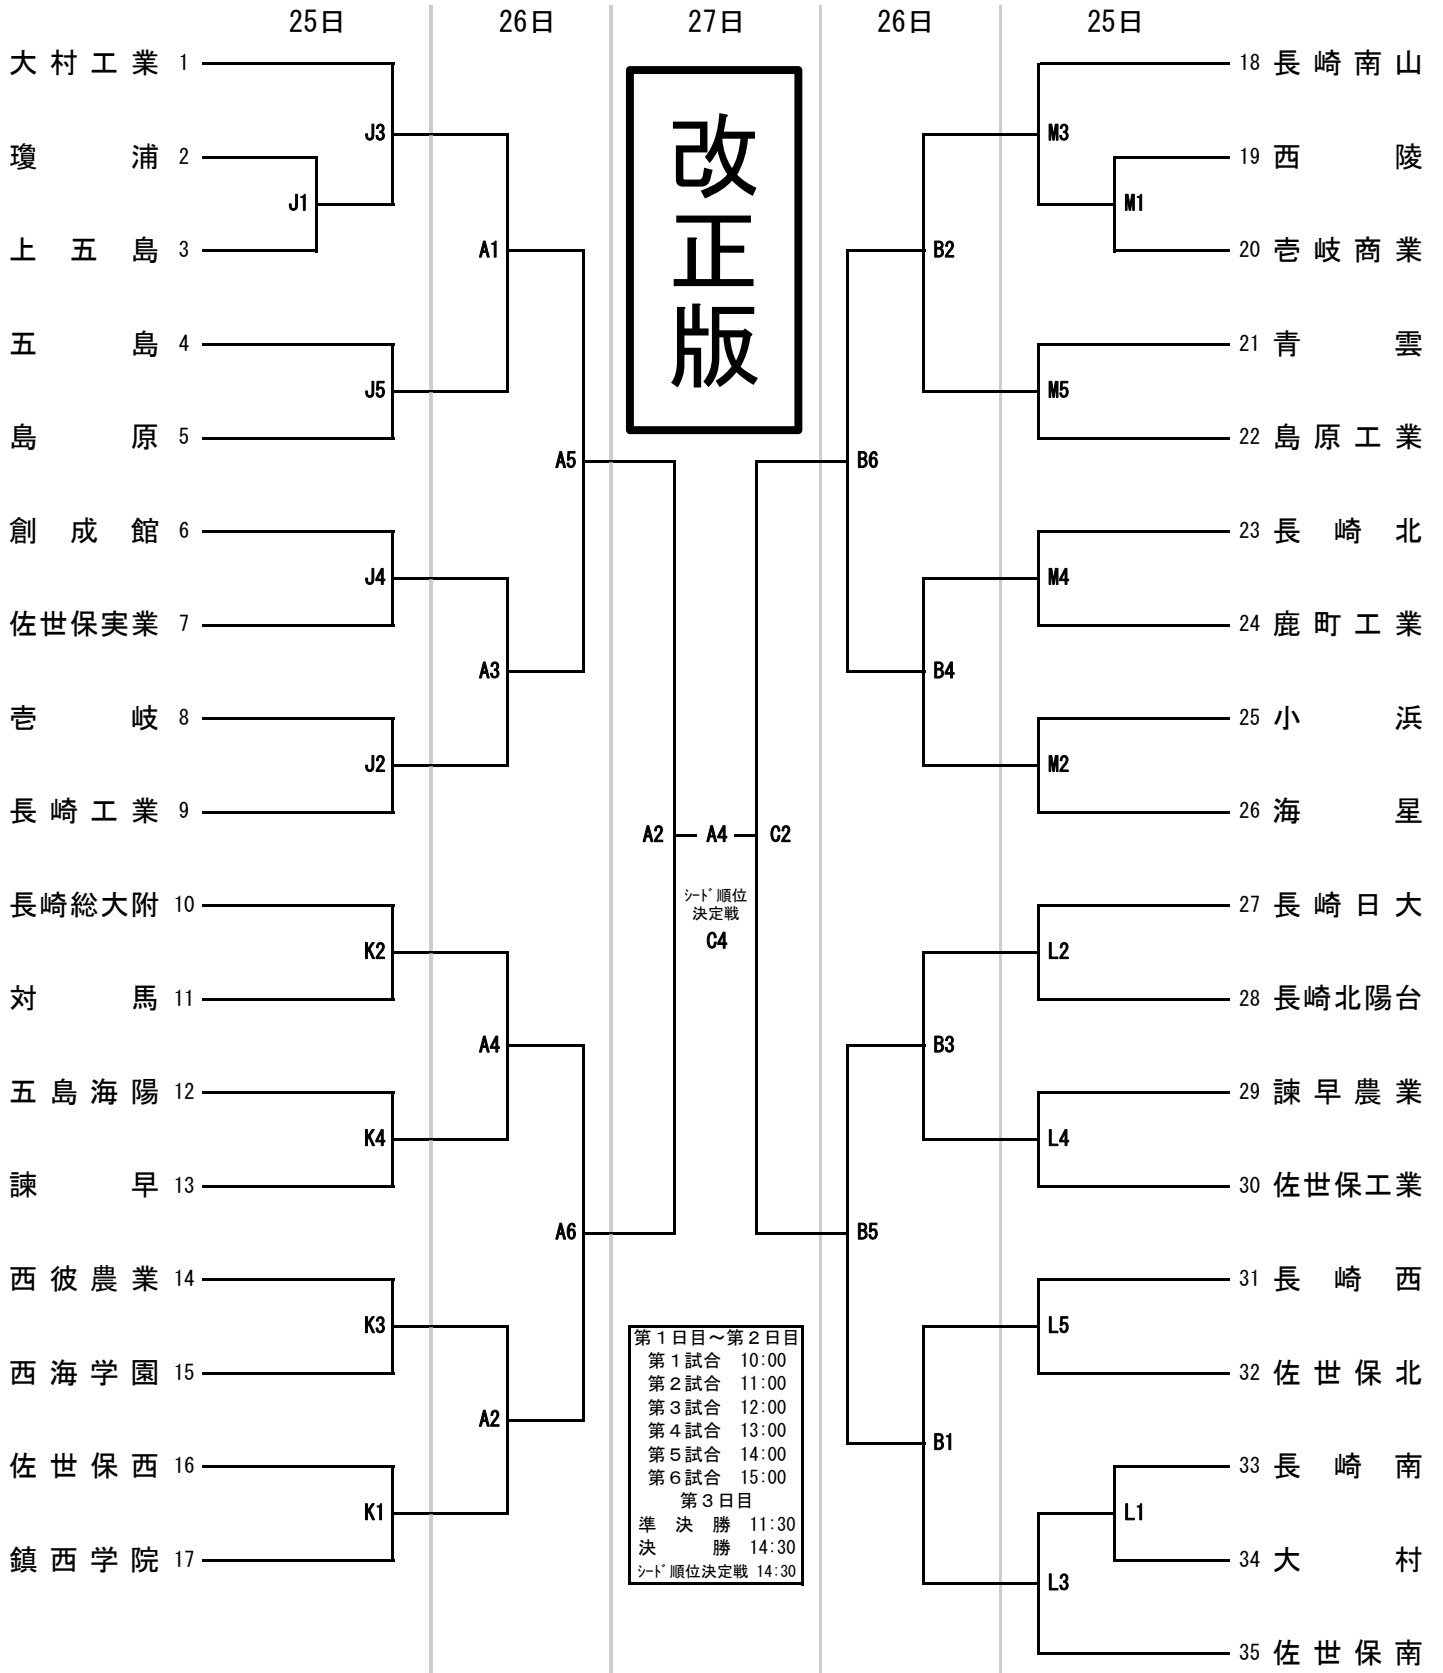 25日 26日 27日 26日 25日
大村工業 1
瓊浦 2
上五島 3
五島 4
島原 5
創成館 6
佐世保実業 7
壱岐 8
長崎工業 9
長崎総大附 10
対馬 11
五島海陽 12
諫早 13
西彼農業 14
西海学園 15
佐世保西 16
鎮西学院 17
J3
J1
J5
J4
J2
K2
K4
K3
K1
A1
A3
A4
A2
A5
A6
改正版
A2 A4 C2
シード順位
決定戦
C4
第1日目～第2日目
第1試合 10:00
第2試合 11:00
第3試合 12:00
第4試合 13:00
第5試合 14:00
第6試合 15:00
第3日目
準決勝 11:30
決勝 14:30
シード順位決定戦 14:30
B6
B5
B2
B4
B3
B1
M3
M1
M5
M4
M2
L2
L4
L5
L1
L3
18 長崎南山
19 西陵
20 壱岐商業
21 青雲
22 島原工業
23 長崎北
24 鹿町工業
25 小浜
26 海星
27 長崎日大
28 長崎北陽台
29 諫早農業
30 佐世保工業
31 長崎西
32 佐世保北
33 長崎南
34 大村
35 佐世保南